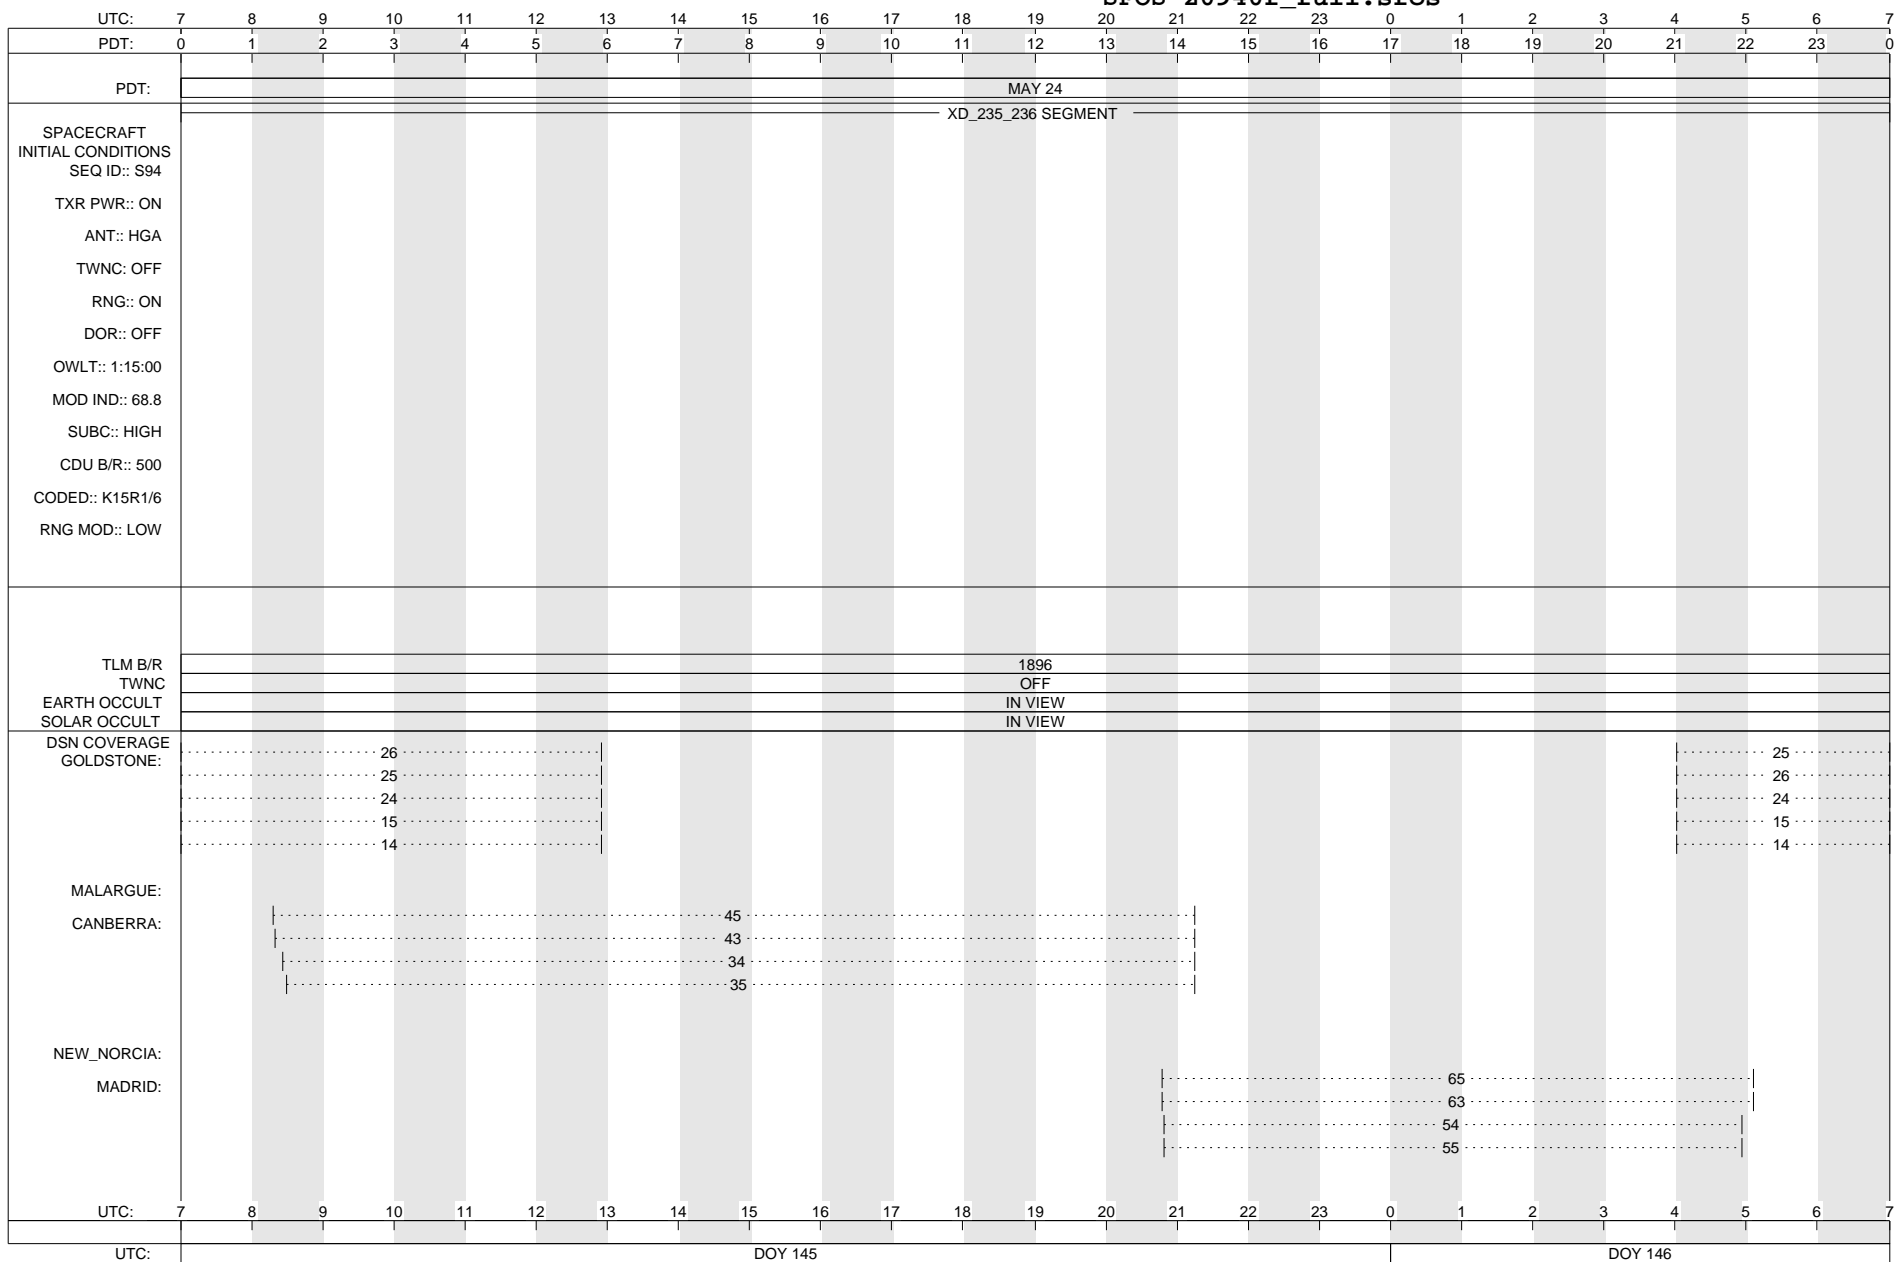 UTC: 7 8 9 10 11 12 13 14 15 16 17 18 19 20 21 22 23 0 1 2 3 4 5 6 7
PDT: 0 1 2 3 4 5 6 7 8 9 10 11 12 13 14 15 16 17 18 19 20 21 22 23 0
PDT: MAY 24
XD_235_236 SEGMENT
SPACECRAFT
INITIAL CONDITIONS
SEQ ID:: S94
TXR PWR:: ON
ANT:: HGA
TWNC: OFF
RNG:: ON
DOR:: OFF
OWLT:: 1:15:00
MOD IND:: 68.8
SUBC:: HIGH
CDU B/R:: 500
CODED:: K15R1/6
RNG MOD:: LOW
TLM B/R 1896
TWNC OFF
EARTH OCCULT IN VIEW
SOLAR OCCULT IN VIEW
DSN COVERAGE
GOLDSTONE: 26 25
25 26
24 24
15 15
14 14
MALARGUE:
CANBERRA: 45
43
34
35
NEW_NORCIA:
MADRID: 65
63
54
55
UTC: 7 8 9 10 11 12 13 14 15 16 17 18 19 20 21 22 23 0 1 2 3 4 5 6 7
UTC: DOY 145 DOY 146